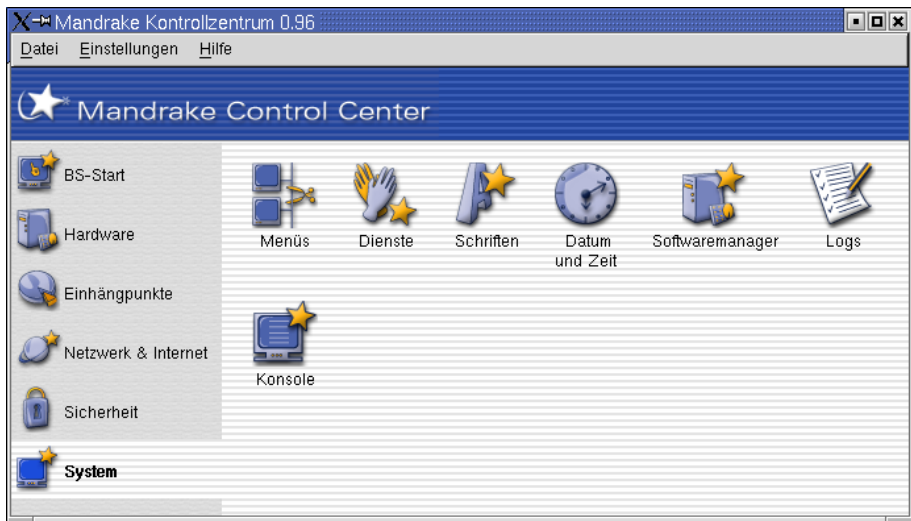 Mandrake Kontrollzentrum 0.96
Datei Einstellungen Hilfe
Mandrake Control Center
BS-Start
Hardware
Einhängpunkte
Netzwerk & Internet
Sicherheit
System
Menüs Dienste Schriften Datum und Zeit Softwaremanager Logs
Konsole